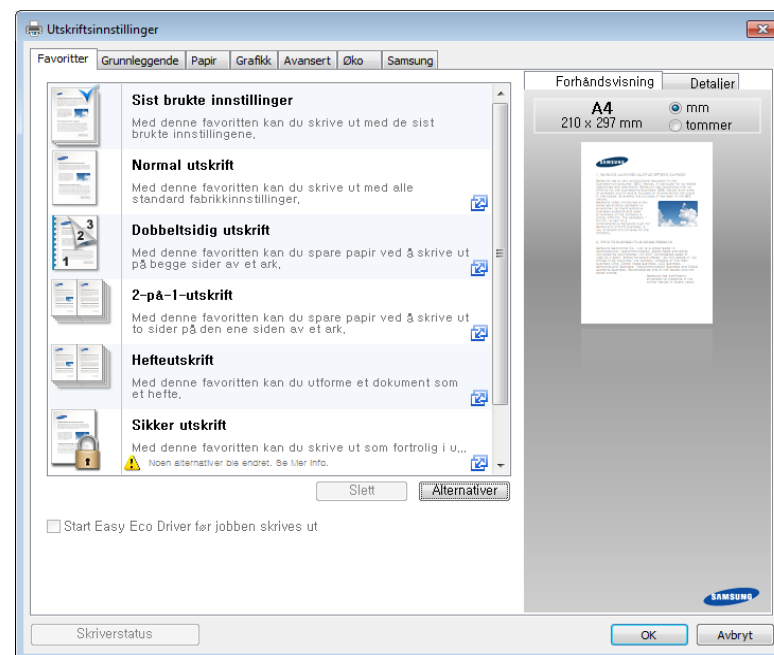 Utskriftsinnstillinger
Favoritter Grunnleggende Papir Grafikk Avansert Øko Samsung
Sist brukte innstillinger
Med denne favoritten kan du skrive ut med de sist
brukte innstillingene.
Normal utskrift
Med denne favoritten kan du skrive ut med alle
standard fabrikkinnstillinger.
Dobbeltsidig utskrift
Med denne favoritten kan du spare papir ved å skrive ut
på begge sider av et ark.
2-på-1-utskrift
Med denne favoritten kan du spare papir ved å skrive ut
to sider på den ene siden av et ark.
Hefteutskrift
Med denne favoritten kan du utforme et dokument som
et hefte.
Sikker utskrift
Med denne favoritten kan du skrive ut som fortrolig i u...
Noen alternativer ble endret. Se Mer info.
Slett Alternativer
Start Easy Eco Driver før jobben skrives ut
Forhåndsvisning Detaljer
A4
210 x 297 mm
mm
tommer
SAMSUNG
SAMSUNG
Skriverstatus OK Avbryt
1 2 3